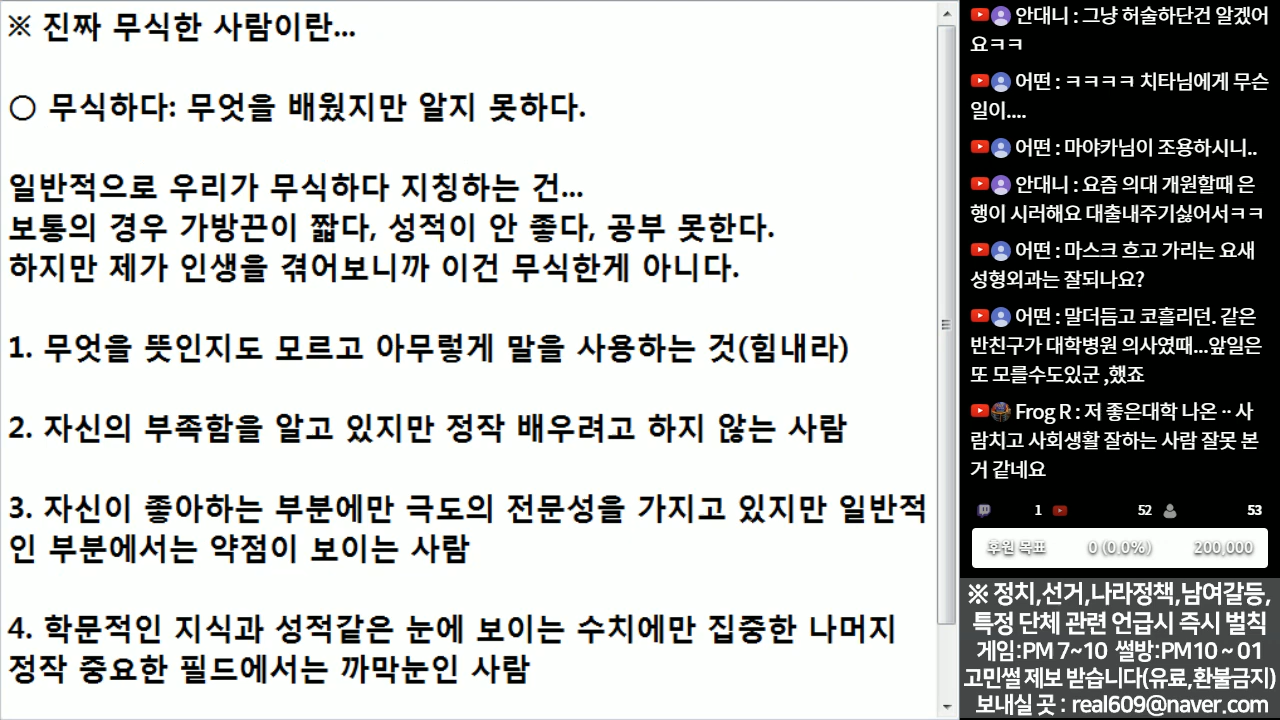 ※ 진짜 무식한 사람이란...
○ 무식하다: 무엇을 배웠지만 알지 못하다.
일반적으로 우리가 무식하다 지칭하는 건...
보통의 경우 가방끈이 짧다, 성적이 안 좋다, 공부 못한다.
하지만 제가 인생을 겪어보니까 이건 무식한게 아니다.
1. 무엇을 뜻인지도 모르고 아무렇게 말을 사용하는 것(힘내라)
2. 자신의 부족함을 알고 있지만 정작 배우려고 하지 않는 사람
3. 자신이 좋아하는 부분에만 극도의 전문성을 가지고 있지만 일반적
인 부분에서는 약점이 보이는 사람
4. 학문적인 지식과 성적같은 눈에 보이는 수치에만 집중한 나머지
정작 중요한 필드에서는 까막눈인 사람
안대니 : 그냥 허술하단건 알겠어
요ㅋㅋ
어떤 : ㅋㅋㅋㅋ 치타님에게 무슨
일이....
어떤 : 마야카님이 조용하시니..
안대니 : 요즘 의대 개원할때 은
행이 시러해요 대출내주기싫어서ㅋㅋ
어떤 : 마스크 흐고 가리는 요새
성형외과는 잘되나요?
어떤 : 말더듬고 코흘리던. 같은
반친구가 대학병원 의사였때...앞일은
또 모를수도있군 ,했죠
Frog R : 저 좋은대학 나온 ·· 사
람치고 사회생활 잘하는 사람 잘못 본
거 같네요
1 52 53
후원 목표 0 (0.0%) 200,000
※ 정치,선거,나라정책,남여갈등,
특정 단체 관련 언급시 즉시 벌칙
게임:PM 7~10 썰방:PM10 ~ 01
고민썰 제보 받습니다(유료,환불금지)
보내실 곳 : real609@naver.com